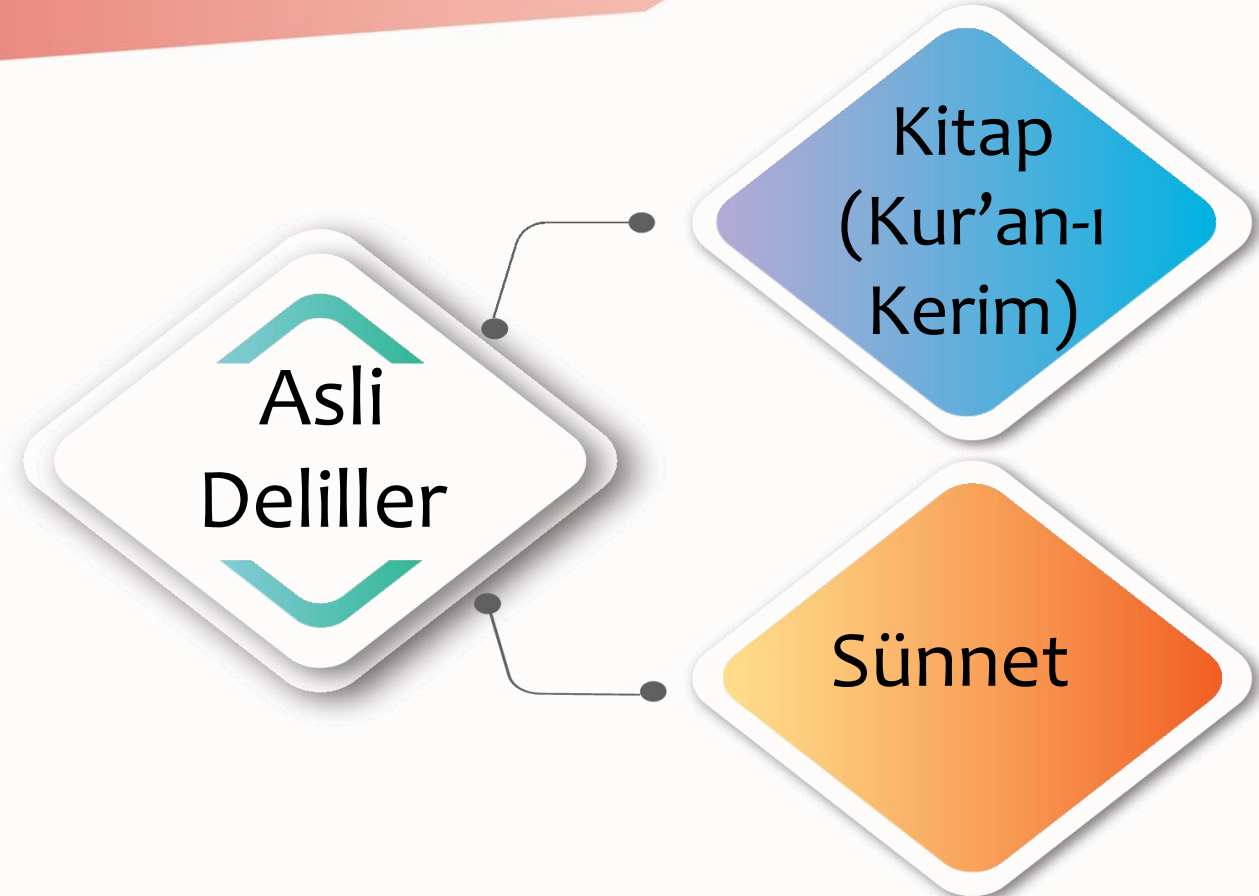 Asli
Deliller
Kitap
(Kur’an-ı
Kerim)
Sünnet